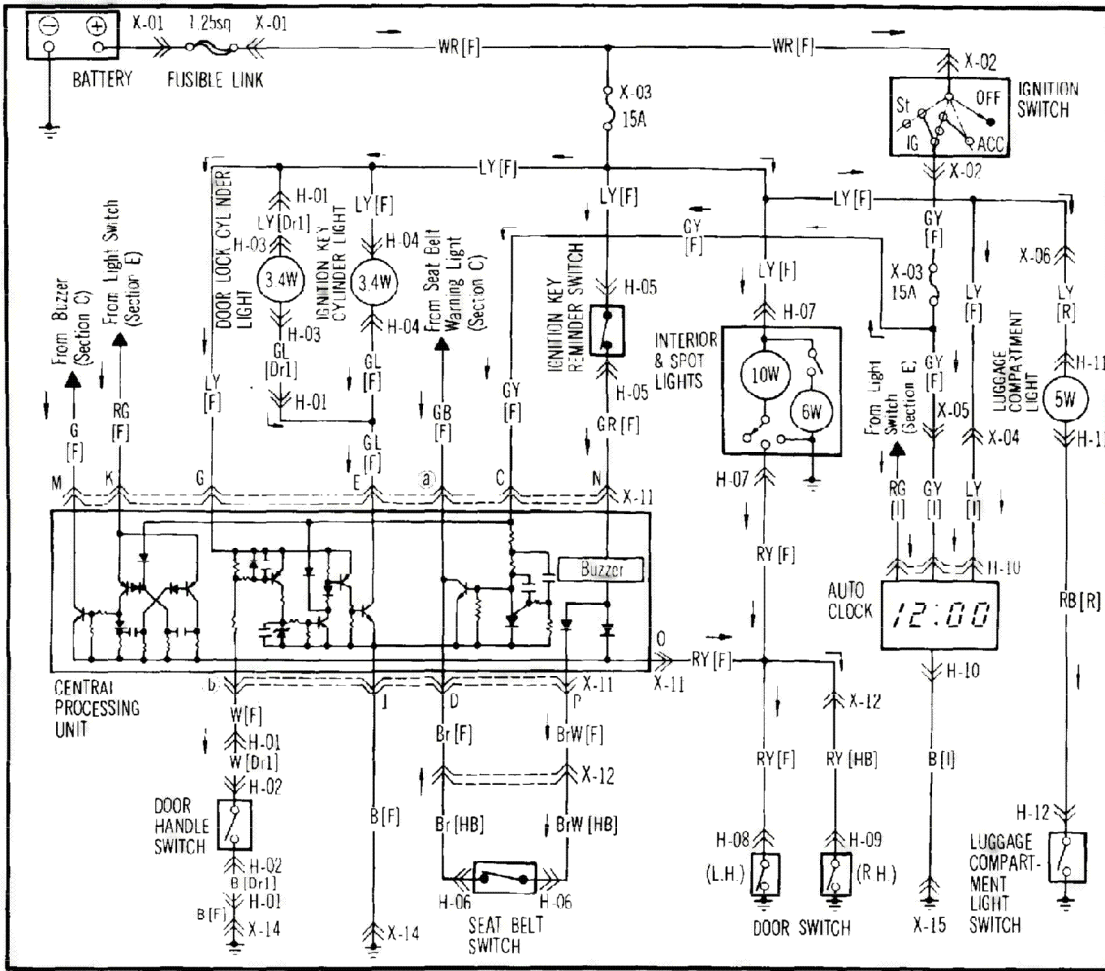 X-01 1.25sq X-01
WR[F] WR[F]
BATTERY FUSIBLE LINK
X-02
IGNITION
SWITCH
St OFF
IG ACC
X-02
X-03
15A
LY[F]
LY[F]
LY[F]
GY
[F]
GY
[F]
X-03
15A
X-06
LY
[R]
From Buzzer
(Section C)
From Light Switch
(Section E)
DOOR LOCK CYLINDER
LIGHT
H-01
LY[Dr1]
H-03
3.4W
H-03
GL
[Dr1]
H-01
IGNITION KEY
CYLINDER LIGHT
LY[F]
H-04
3.4W
H-04
GL
[F]
GL
[F]
From Seat Belt
Warning Light
(Section C)
IGNITION KEY
REMINDER SWITCH
H-05
H-05
GR[F]
LY[F]
H-07
INTERIOR
& SPOT
LIGHTS
10W
6W
H-07
From Light
Switch
(Section E)
GY
[F]
X-05
LY
[F]
X-04
LUGGAGE
COMPARTMENT
LIGHT
H-11
5W
H-11
G
[F]
RG
[F]
LY
[F]
GB
[F]
GY
[F]
M K G E a C N X-11
RG
[I]
GY
[I]
LY
[I]
H-10
Buzzer
RY[F]
AUTO
CLOCK
12:00
RB[R]
O
X-11
RY[F]
H-10
CENTRAL
PROCESSING
UNIT
b J D P X-11
W[F]
H-01
W[Dr1]
H-02
DOOR
HANDLE
SWITCH
H-02
B[Dr1]
H-01
B[F]
X-14
B[F]
X-14
Br[F] BrW[F]
X-12
Br[HB] BrW[HB]
H-06 H-06
SEAT BELT
SWITCH
X-12
RY[F] RY[HB]
H-08 H-09
(L.H.) (R.H.)
DOOR SWITCH
B[I]
X-15
H-12
LUGGAGE
COMPART-
MENT
LIGHT
SWITCH